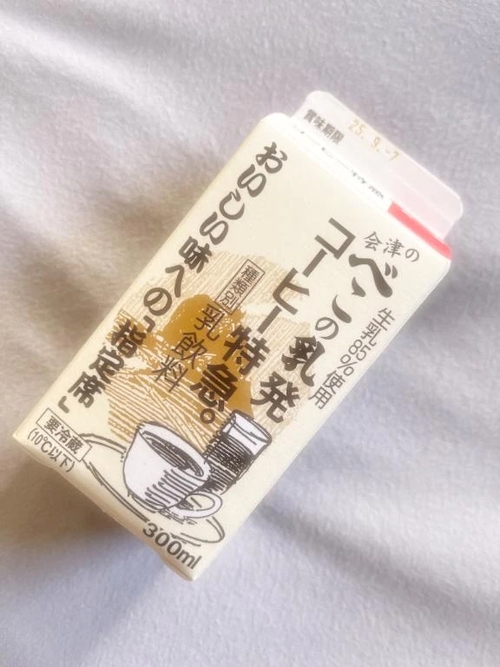 賞味期限
25.9.-7
会津の
べこの乳発
生乳85%使用
コーヒー特急。
種類別 乳飲料
おいしい味への「指定席」
要冷蔵
(10℃以下)
300ml